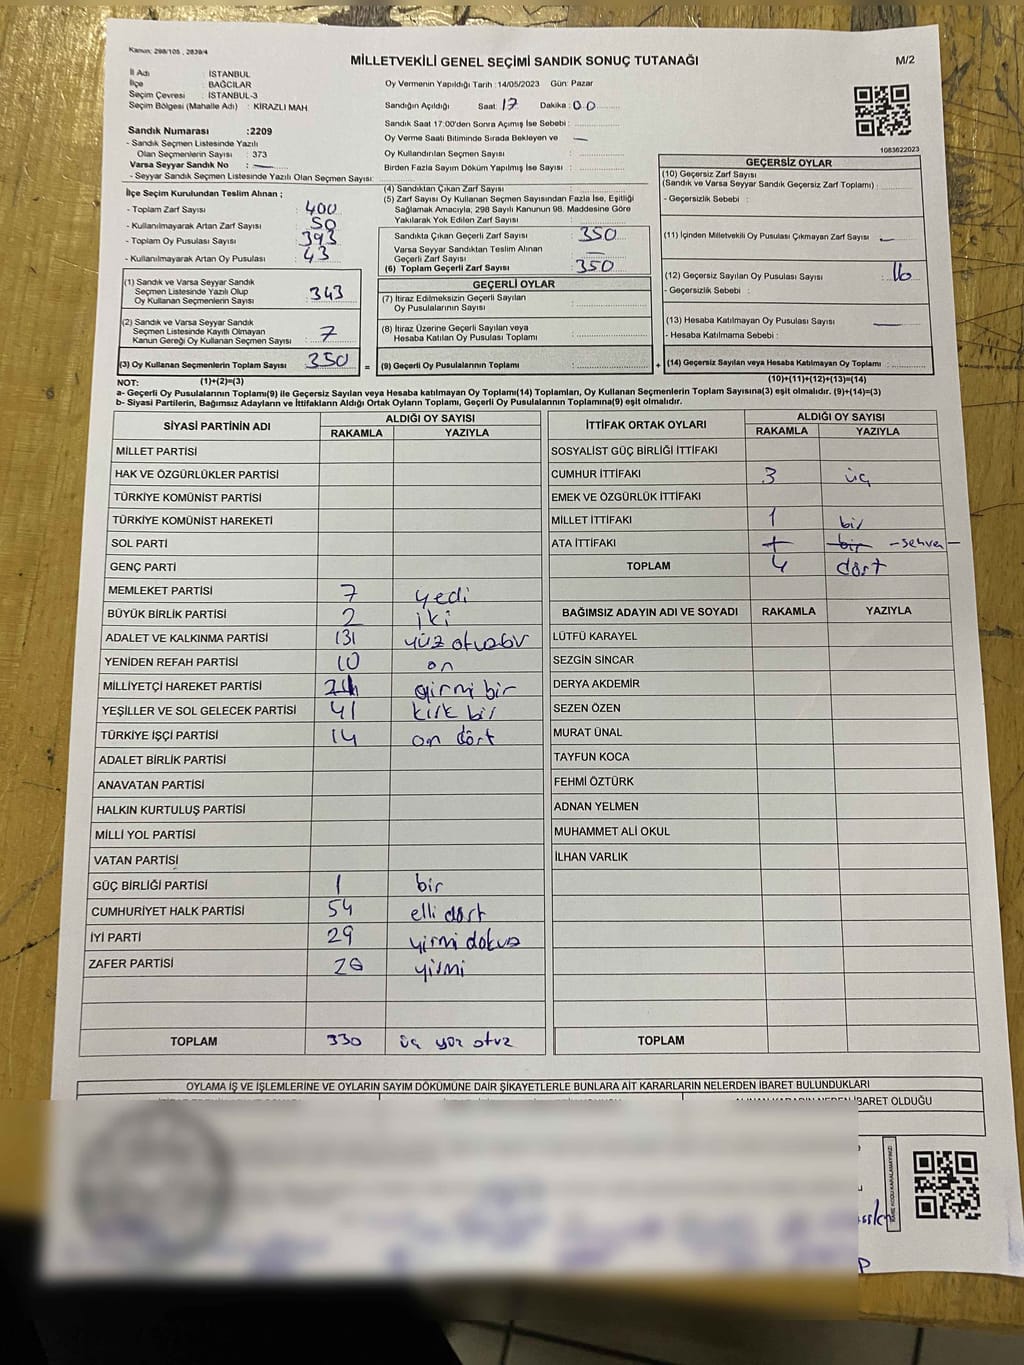 Kanun: 298/105 , 2839/4
MİLLETVEKİLİ GENEL SEÇİMİ SANDIK SONUÇ TUTANAĞI
M/2
İl Adı : İSTANBUL
İlçe : BAĞCILAR
Seçim Çevresi : İSTANBUL-3
Seçim Bölgesi (Mahalle Adı) : KİRAZLI MAH.
Oy Vermenin Yapıldığı Tarih : 14/05/2023 Gün: Pazar
Sandığın Açıldığı Saat: 17 Dakika: 00
Sandık Saat 17:00'den Sonra Açımış İse Sebebi :
Oy Verme Saati Bitiminde Sırada Bekleyen ve —
Oy Kullandırılan Seçmen Sayısı :
Birden Fazla Sayım Döküm Yapılmış İse Sayısı :
1083622023
Sandık Numarası :2209
- Sandık Seçmen Listesinde Yazılı
Olan Seçmenlerin Sayısı : 373
Varsa Seyyar Sandık No : —
- Seyyar Sandık Seçmen Listesinde Yazılı Olan Seçmen Sayısı:
İlçe Seçim Kurulundan Teslim Alınan ;
- Toplam Zarf Sayısı : 400
- Kullanılmayarak Artan Zarf Sayısı : 50
- Toplam Oy Pusulası Sayısı : 393
- Kullanılmayarak Artan Oy Pusulası : 43
(1) Sandık ve Varsa Seyyar Sandık
Seçmen Listesinde Yazılı Olup
Oy Kullanan Seçmenlerin Sayısı : 343
(2) Sandık ve Varsa Seyyar Sandık
Seçmen Listesinde Kayıtlı Olmayan
Kanun Gereği Oy Kullanan Seçmen Sayısı : 7
(3) Oy Kullanan Seçmenlerin Toplam Sayısı : 350 =
(4) Sandıktan Çıkan Zarf Sayısı :
(5) Zarf Sayısı Oy Kullanan Seçmen Sayısından Fazla İse, Eşitliği
Sağlamak Amacıyla, 298 Sayılı Kanunun 98. Maddesine Göre
Yakılarak Yok Edilen Zarf Sayısı :
Sandıkta Çıkan Geçerli Zarf Sayısı : 350
Varsa Seyyar Sandıktan Teslim Alınan
Geçerli Zarf Sayısı : —
(6) Toplam Geçerli Zarf Sayısı : 350
GEÇERLİ OYLAR
(7) İtiraz Edilmeksizin Geçerli Sayılan
Oy Pusulalarının Sayısı :
(8) İtiraz Üzerine Geçerli Sayılan veya
Hesaba Katılan Oy Pusulası Toplamı :
(9) Geçerli Oy Pusulalarının Toplamı : +
GEÇERSİZ OYLAR
(10) Geçersiz Zarf Sayısı
(Sandık ve Varsa Seyyar Sandık Geçersiz Zarf Toplamı) :
- Geçersizlik Sebebi :
(11) İçinden Milletvekili Oy Pusulası Çıkmayan Zarf Sayısı : —
(12) Geçersiz Sayılan Oy Pusulası Sayısı : 16
- Geçersizlik Sebebi :
(13) Hesaba Katılmayan Oy Pusulası Sayısı : —
- Hesaba Katılmama Sebebi :
(14) Geçersiz Sayılan veya Hesaba Katılmayan Oy Toplamı :
NOT: (1)+(2)=(3) (10)+(11)+(12)+(13)=(14)
a- Geçerli Oy Pusulalarının Toplamı(9) ile Geçersiz Sayılan veya Hesaba katılmayan Oy Toplamı(14) Toplamları, Oy Kullanan Seçmenlerin Toplam Sayısına(3) eşit olmalıdır. (9)+(14)=(3)
b- Siyasi Partilerin, Bağımsız Adayların ve İttifakların Aldığı Ortak Oyların Toplamı, Geçerli Oy Pusulalarının Toplamına(9) eşit olmalıdır.
SİYASİ PARTİNİN ADI ALDIĞI OY SAYISI
RAKAMLA YAZIYLA
MİLLET PARTİSİ
HAK VE ÖZGÜRLÜKLER PARTİSİ
TÜRKİYE KOMÜNİST PARTİSİ
TÜRKİYE KOMÜNİST HAREKETİ
SOL PARTİ
GENÇ PARTİ
MEMLEKET PARTİSİ 7 yedi
BÜYÜK BİRLİK PARTİSİ 2 iki
ADALET VE KALKINMA PARTİSİ 131 yüz otuzbir
YENİDEN REFAH PARTİSİ 10 on
MİLLİYETÇİ HAREKET PARTİSİ 21 yirmi bir
YEŞİLLER VE SOL GELECEK PARTİSİ 41 kırk bir
TÜRKİYE İŞÇİ PARTİSİ 14 on dört
ADALET BİRLİK PARTİSİ
ANAVATAN PARTİSİ
HALKIN KURTULUŞ PARTİSİ
MİLLİ YOL PARTİSİ
VATAN PARTİSİ
GÜÇ BİRLİĞİ PARTİSİ 1 bir
CUMHURİYET HALK PARTİSİ 54 elli dört
İYİ PARTİ 29 yirmi dokuz
ZAFER PARTİSİ 20 yirmi
TOPLAM 330 üç yüz otuz
İTTİFAK ORTAK OYLARI ALDIĞI OY SAYISI
RAKAMLA YAZIYLA
SOSYALİST GÜÇ BİRLİĞİ İTTİFAKI
CUMHUR İTTİFAKI 3 üç
EMEK VE ÖZGÜRLÜK İTTİFAKI
MİLLET İTTİFAKI 1 bir
ATA İTTİFAKI 1 bir -sehven-
TOPLAM 4 dört
BAĞIMSIZ ADAYIN ADI VE SOYADI RAKAMLA YAZIYLA
LÜTFÜ KARAYEL
SEZGİN SİNCAR
DERYA AKDEMİR
SEZEN ÖZEN
MURAT ÜNAL
TAYFUN KOCA
FEHMİ ÖZTÜRK
ADNAN YELMEN
MUHAMMET ALİ OKUL
İLHAN VARLIK
TOPLAM
OYLAMA İŞ VE İŞLEMLERİNE VE OYLARIN SAYIM DÖKÜMÜNE DAİR ŞİKAYETLERLE BUNLARA AİT KARARLARIN NELERDEN İBARET BULUNDUKLARI
İBARET OLDUĞU
KARE KODU KARALAMAYINIZ!